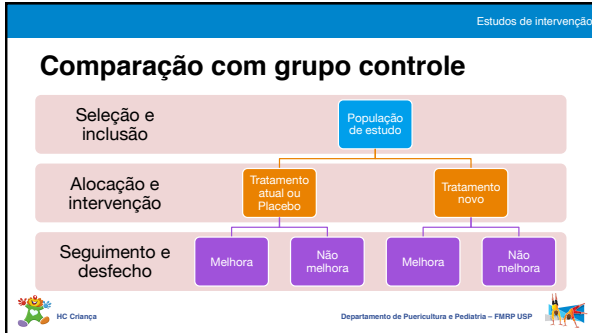 Estudos de intervenção
Comparação com grupo controle
Seleção e
inclusão
População
de estudo
Alocação e
intervenção
Tratamento
atual ou
Placebo
Tratamento
novo
Seguimento e
desfecho
Melhora
Não
melhora
Melhora
Não
melhora
HC Criança
Departamento de Puericultura e Pediatria – FMRP USP